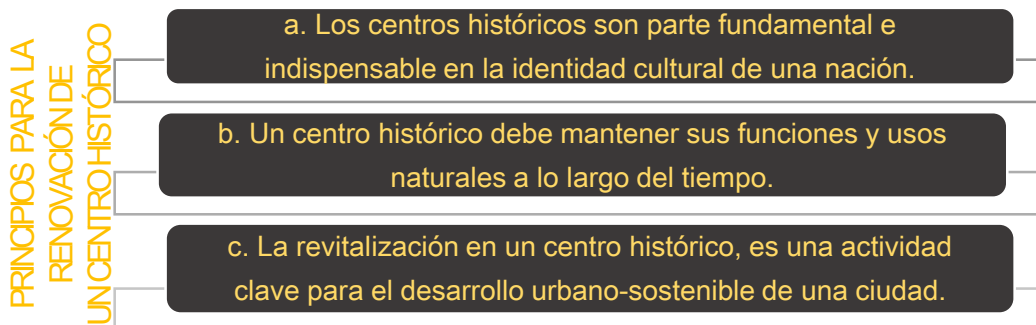 PRINCIPIOS PARA LA
RENOVACIÓN DE
UN CENTRO HISTÓRICO
a. Los centros históricos son parte fundamental e
indispensable en la identidad cultural de una nación.
b. Un centro histórico debe mantener sus funciones y usos
naturales a lo largo del tiempo.
c. La revitalización en un centro histórico, es una actividad
clave para el desarrollo urbano-sostenible de una ciudad.